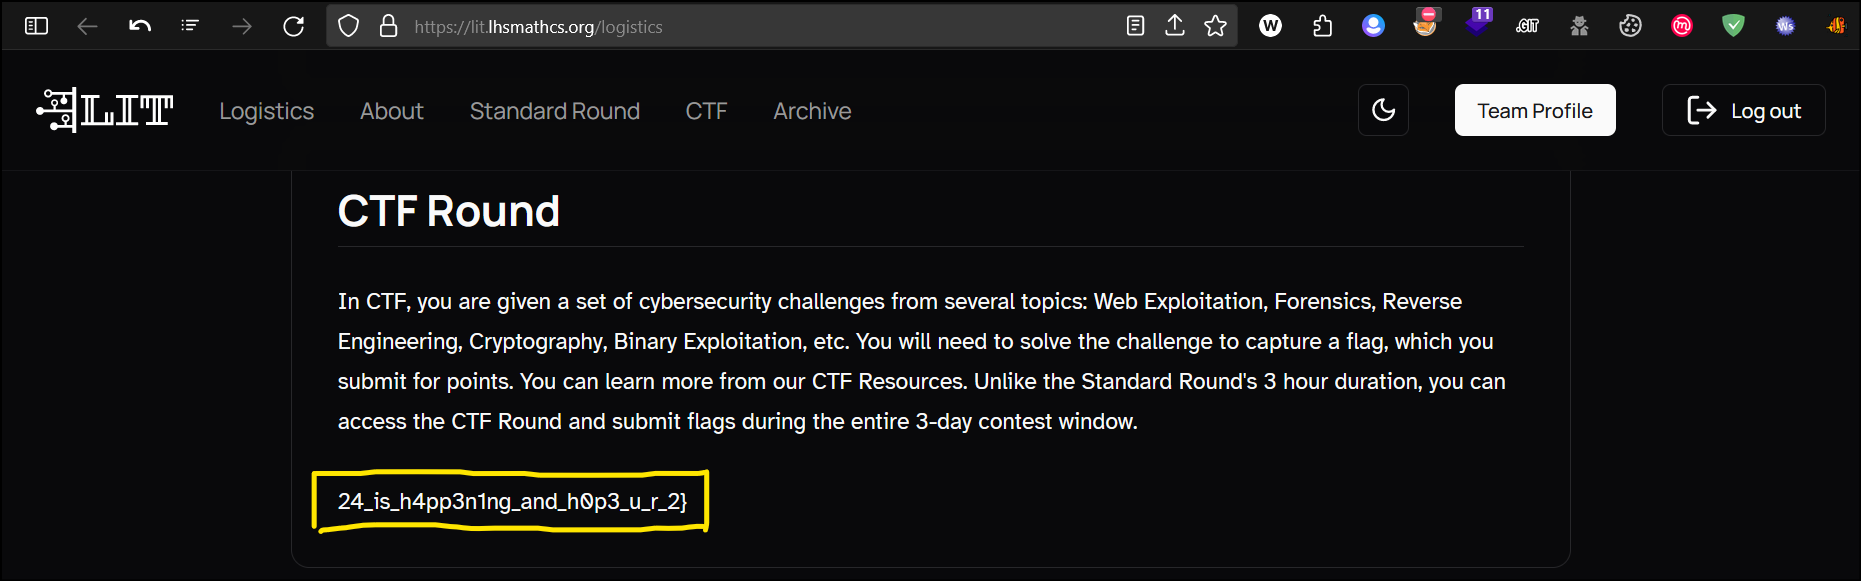 https://lit.lhsmathcs.org/logistics
W
11
.GIT
m
Ws
LIT
Logistics
About
Standard Round
CTF
Archive
Team Profile
Log out
CTF Round
In CTF, you are given a set of cybersecurity challenges from several topics: Web Exploitation, Forensics, Reverse
Engineering, Cryptography, Binary Exploitation, etc. You will need to solve the challenge to capture a flag, which you
submit for points. You can learn more from our CTF Resources. Unlike the Standard Round's 3 hour duration, you can
access the CTF Round and submit flags during the entire 3-day contest window.
24_is_h4pp3n1ng_and_h0p3_u_r_2}